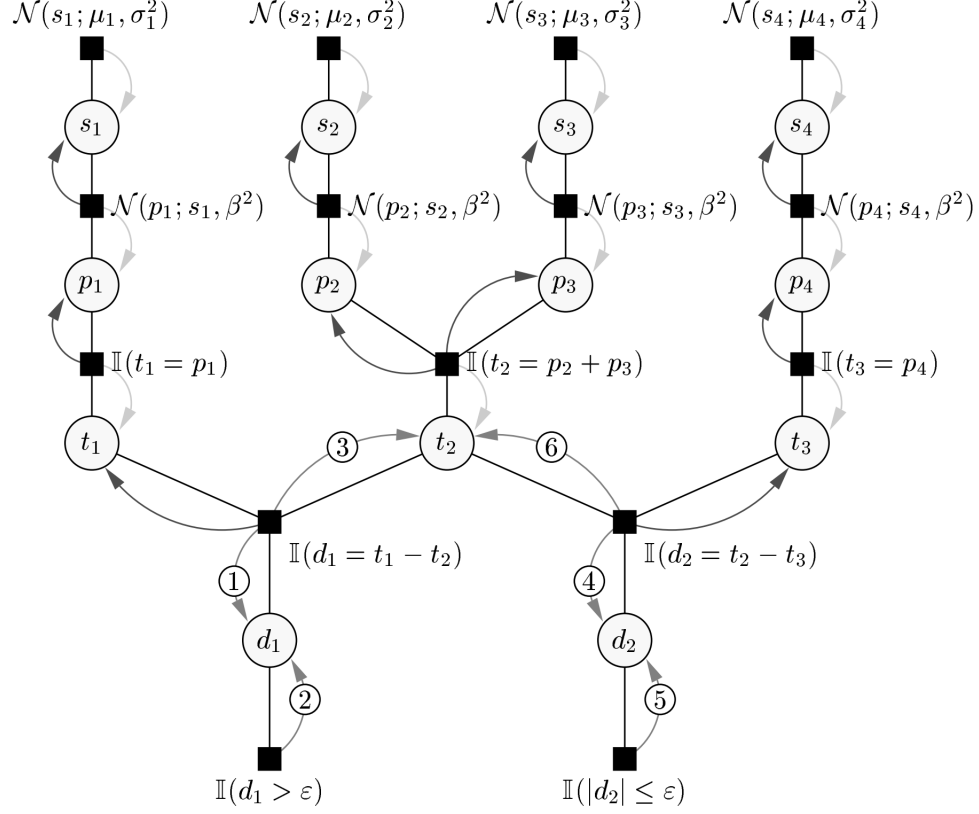 𝒩(s₁; μ₁, σ₁²) 𝒩(s₂; μ₂, σ₂²) 𝒩(s₃; μ₃, σ₃²) 𝒩(s₄; μ₄, σ₄²)
s₁ s₂ s₃ s₄
𝒩(p₁; s₁, β²) 𝒩(p₂; s₂, β²) 𝒩(p₃; s₃, β²) 𝒩(p₄; s₄, β²)
p₁ p₂ p₃ p₄
𝕀(t₁ = p₁) 𝕀(t₂ = p₂ + p₃) 𝕀(t₃ = p₄)
t₁ 3 t₂ 6 t₃
𝕀(d₁ = t₁ − t₂) 𝕀(d₂ = t₂ − t₃)
1 4
d₁ d₂
2 5
𝕀(d₁ > ε) 𝕀(|d₂| ≤ ε)